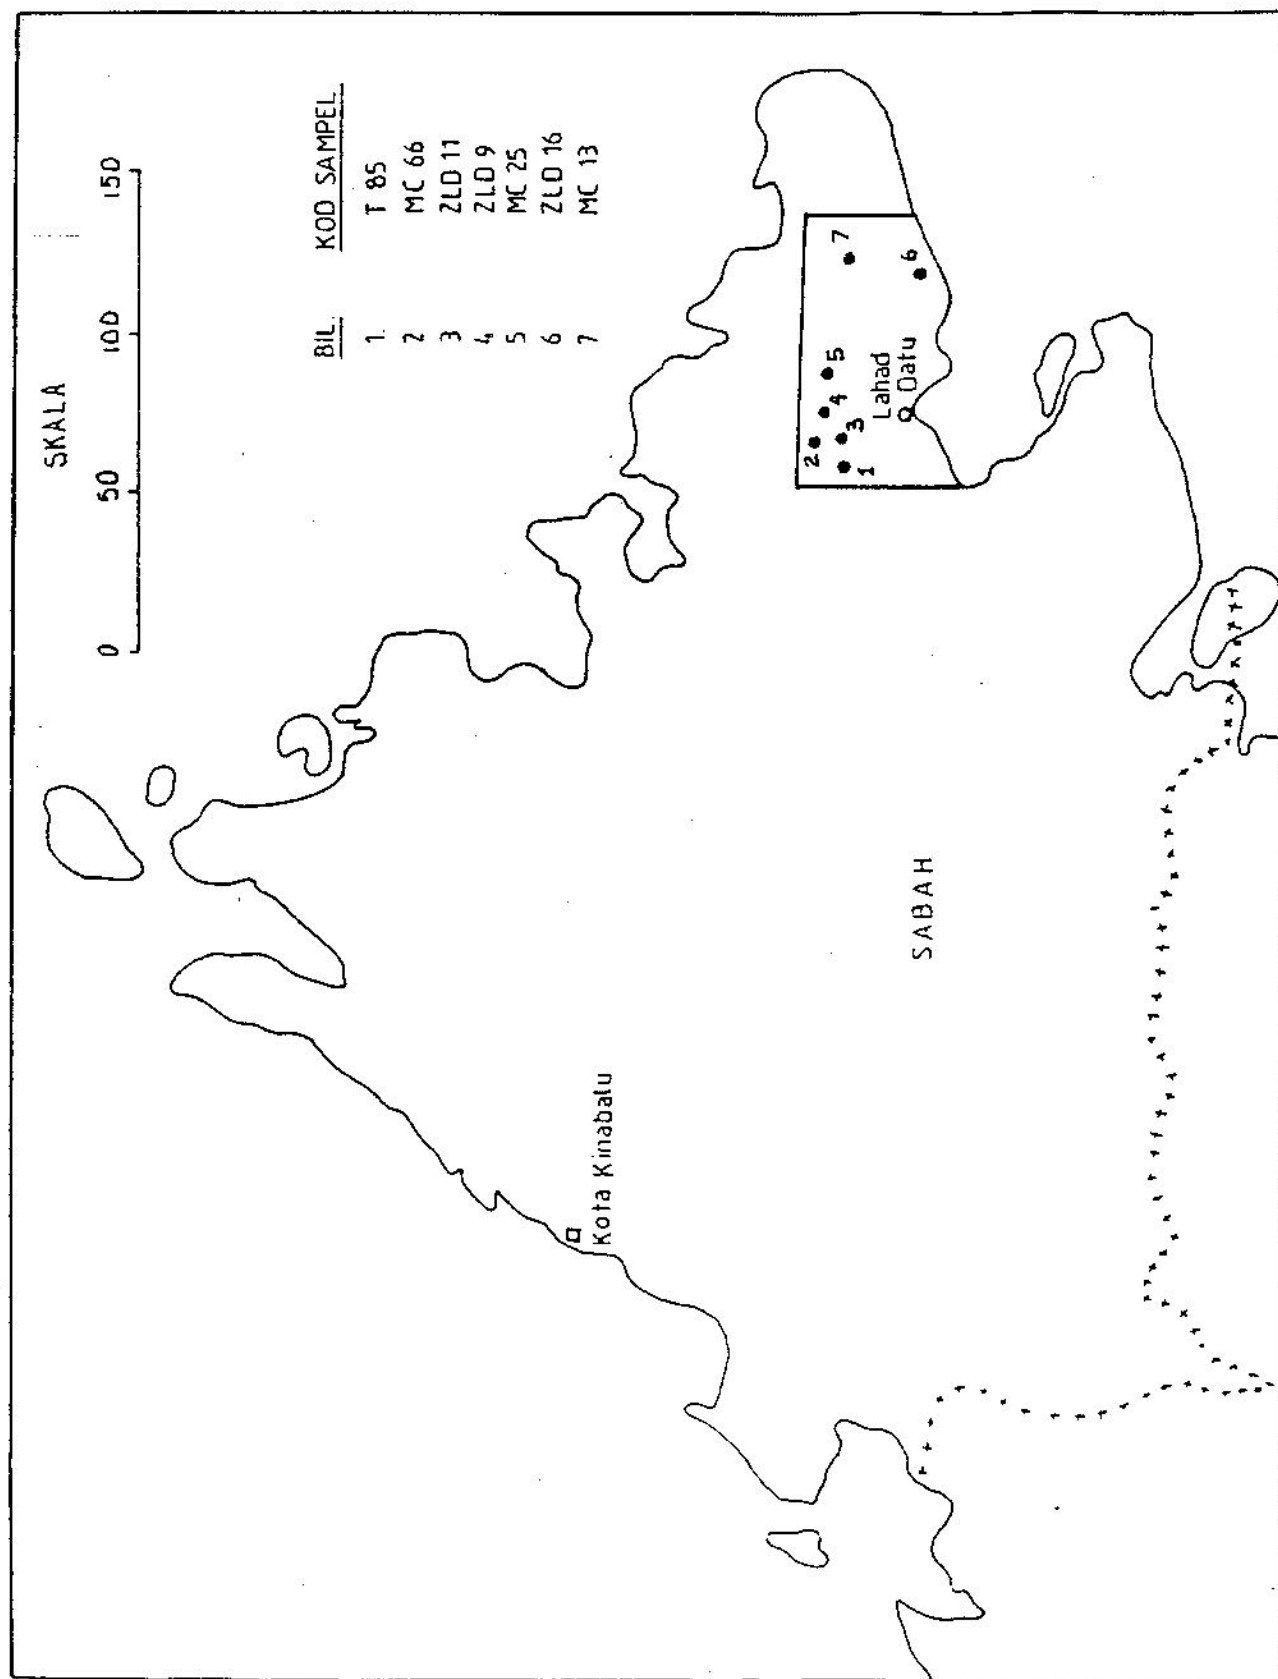 SKALA
0 50 100 150
BIL. KOD SAMPEL
1. T 85
2 MC 66
3 ZLD 11
4 ZLD 9
5 MC 25
6 ZLD 16
7 MC 13
1
2
3
4
5
6
7
Lahad
Datu
Kota Kinabalu
SABAH